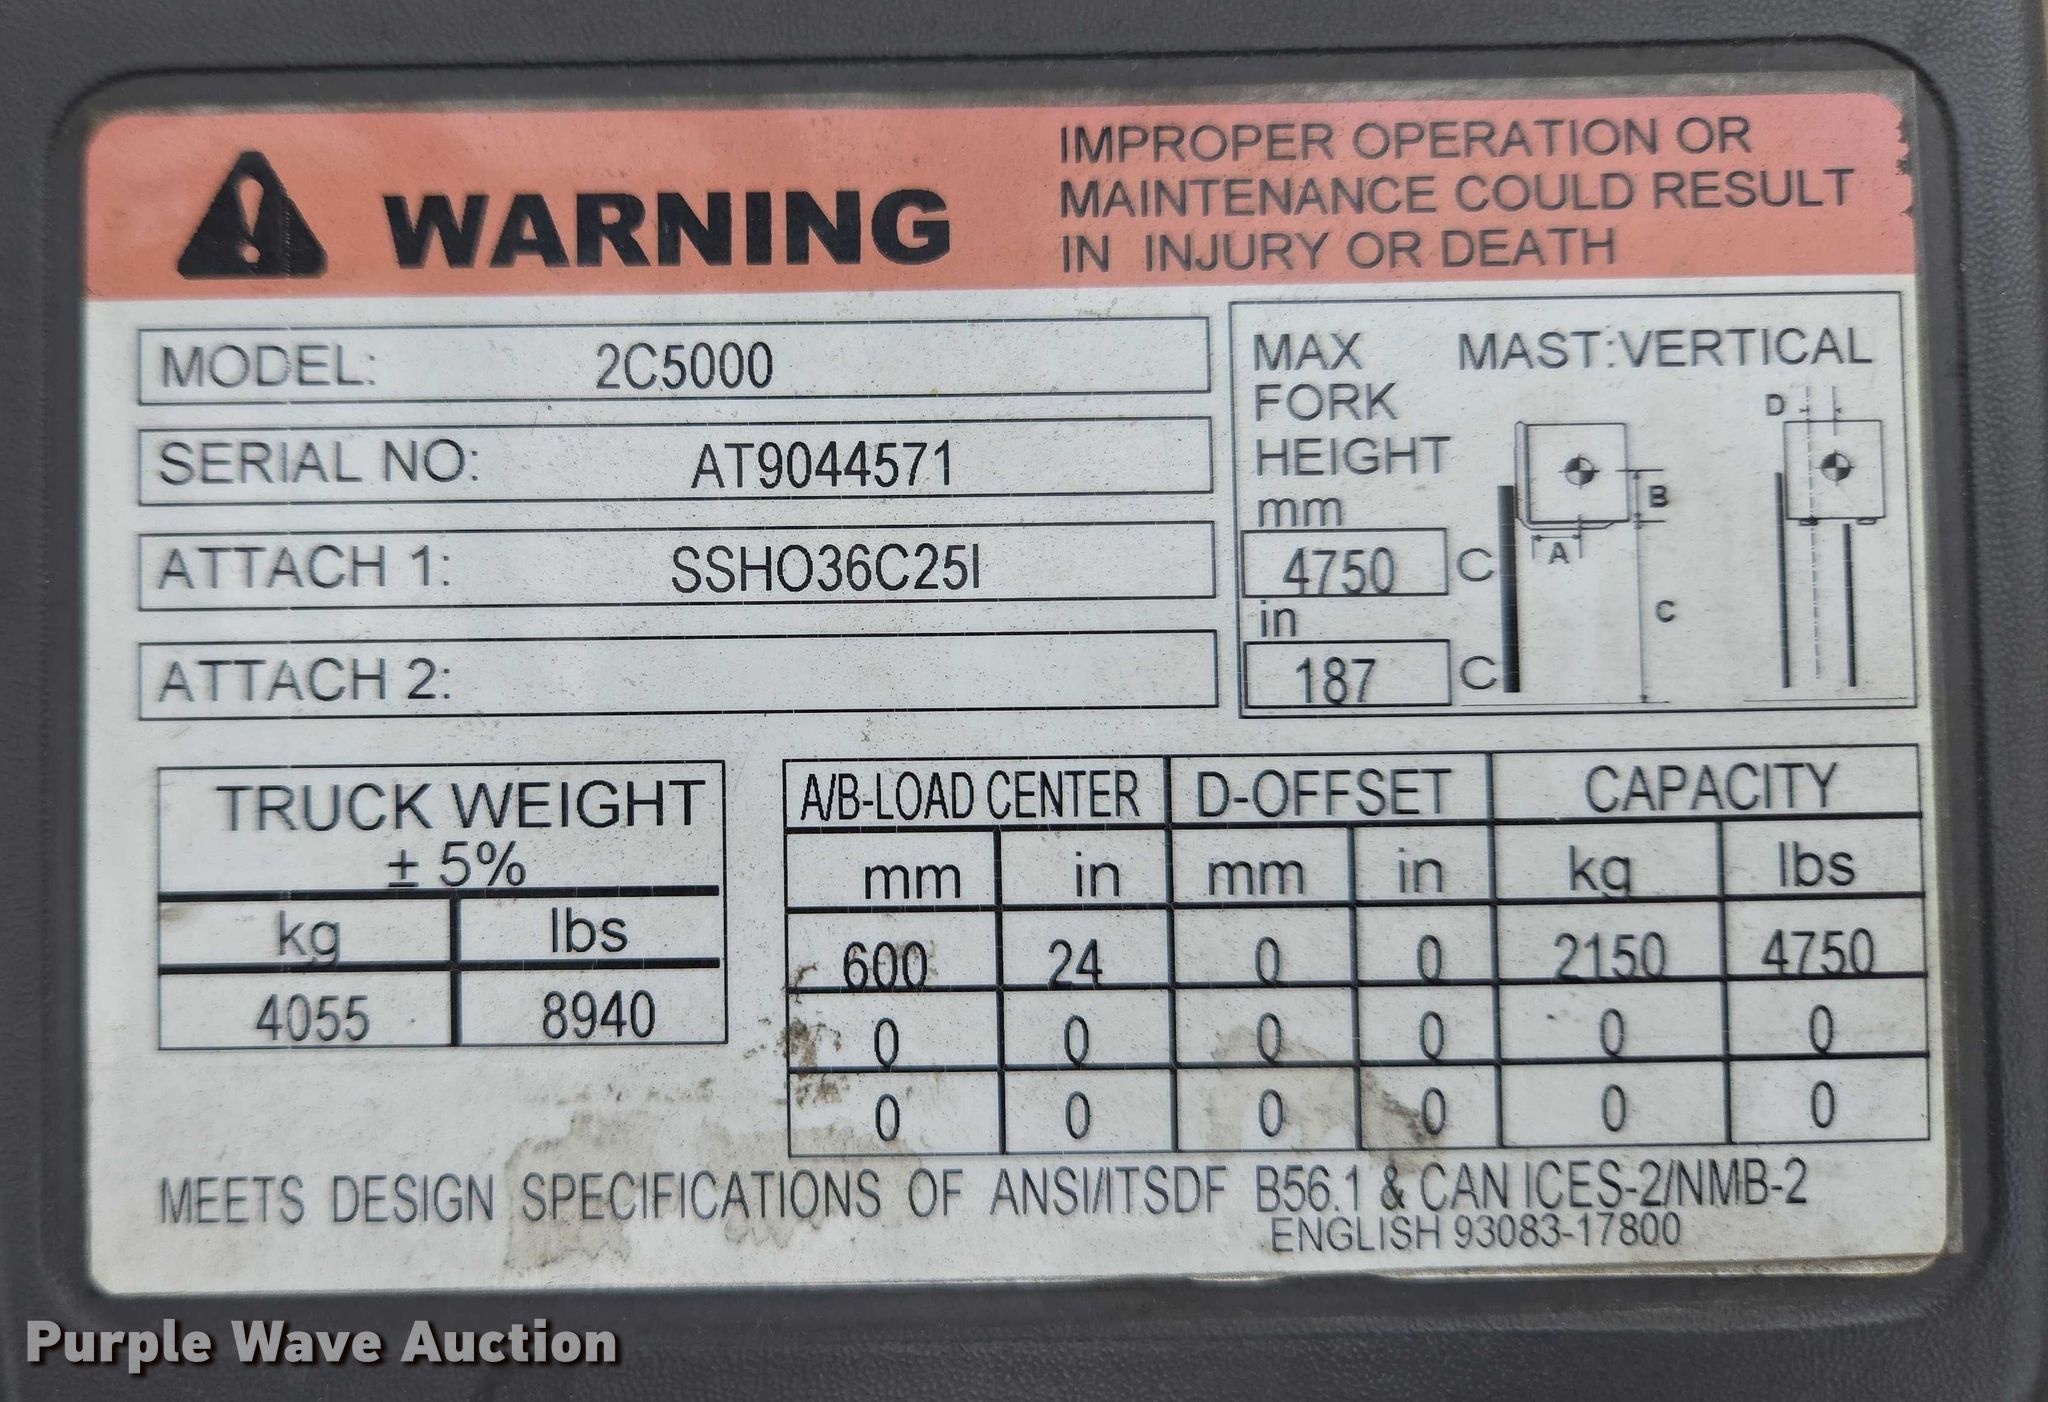 WARNING
IMPROPER OPERATION OR
MAINTENANCE COULD RESULT
IN INJURY OR DEATH
MODEL: 2C5000
SERIAL NO: AT9044571
ATTACH 1: SSHO36C25I
ATTACH 2:
MAX
FORK
HEIGHT
mm
4750 C
in
187 C
MAST:VERTICAL
D
B
A
C
TRUCK WEIGHT
± 5%
kg lbs
4055 8940
A/B-LOAD CENTER D-OFFSET CAPACITY
mm in mm in kg lbs
600 24 0 0 2150 4750
0 0 0 0 0 0
0 0 0 0 0 0
MEETS DESIGN SPECIFICATIONS OF ANSI/ITSDF B56.1 & CAN ICES-2/NMB-2
ENGLISH 93083-17800
Purple Wave Auction